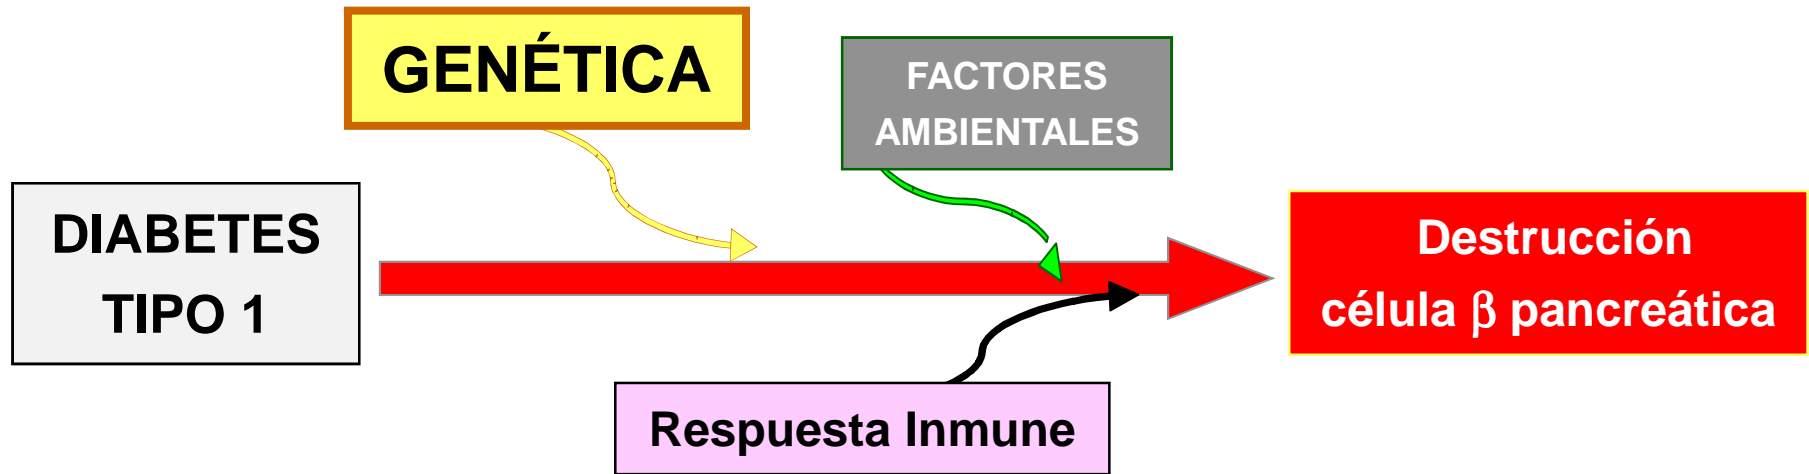 GENÉTICA
FACTORES
AMBIENTALES
DIABETES
TIPO 1
Destrucción
célula β pancreática
Respuesta Inmune